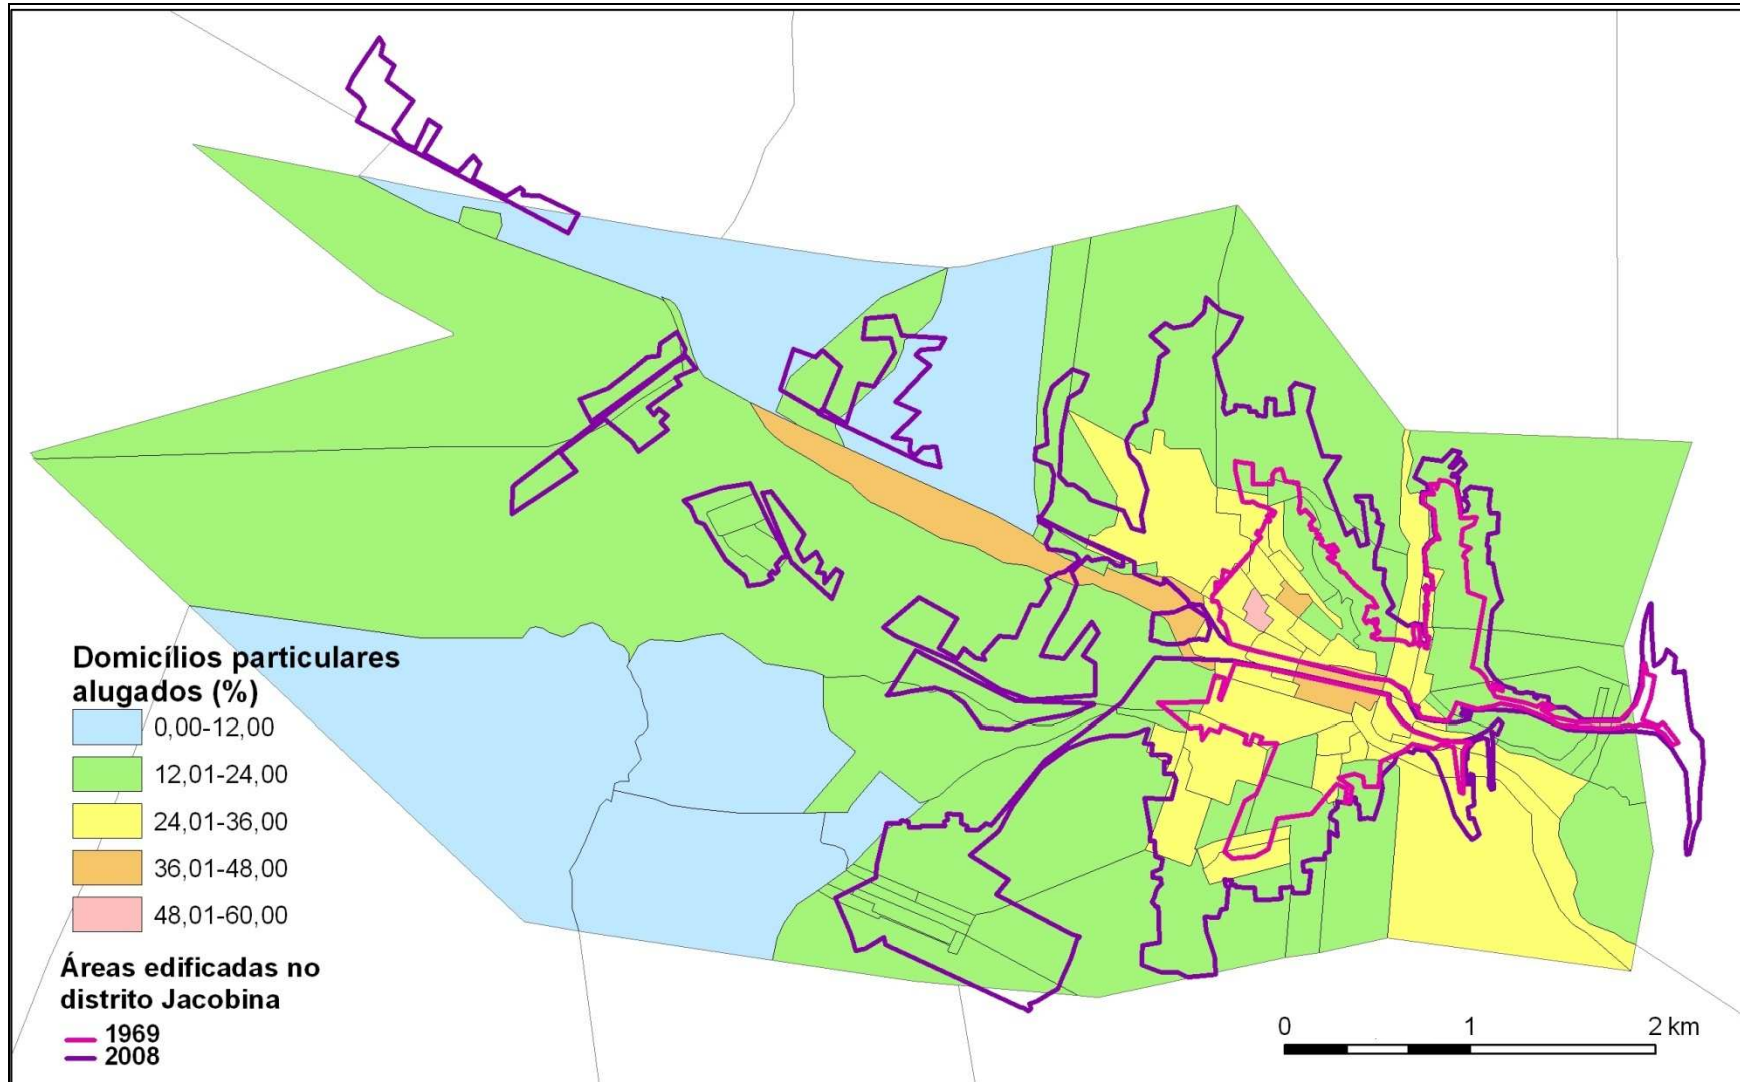 Domicílios particulares
alugados (%)
0,00-12,00
12,01-24,00
24,01-36,00
36,01-48,00
48,01-60,00
Áreas edificadas no
distrito Jacobina
1969
2008
0 1 2 km